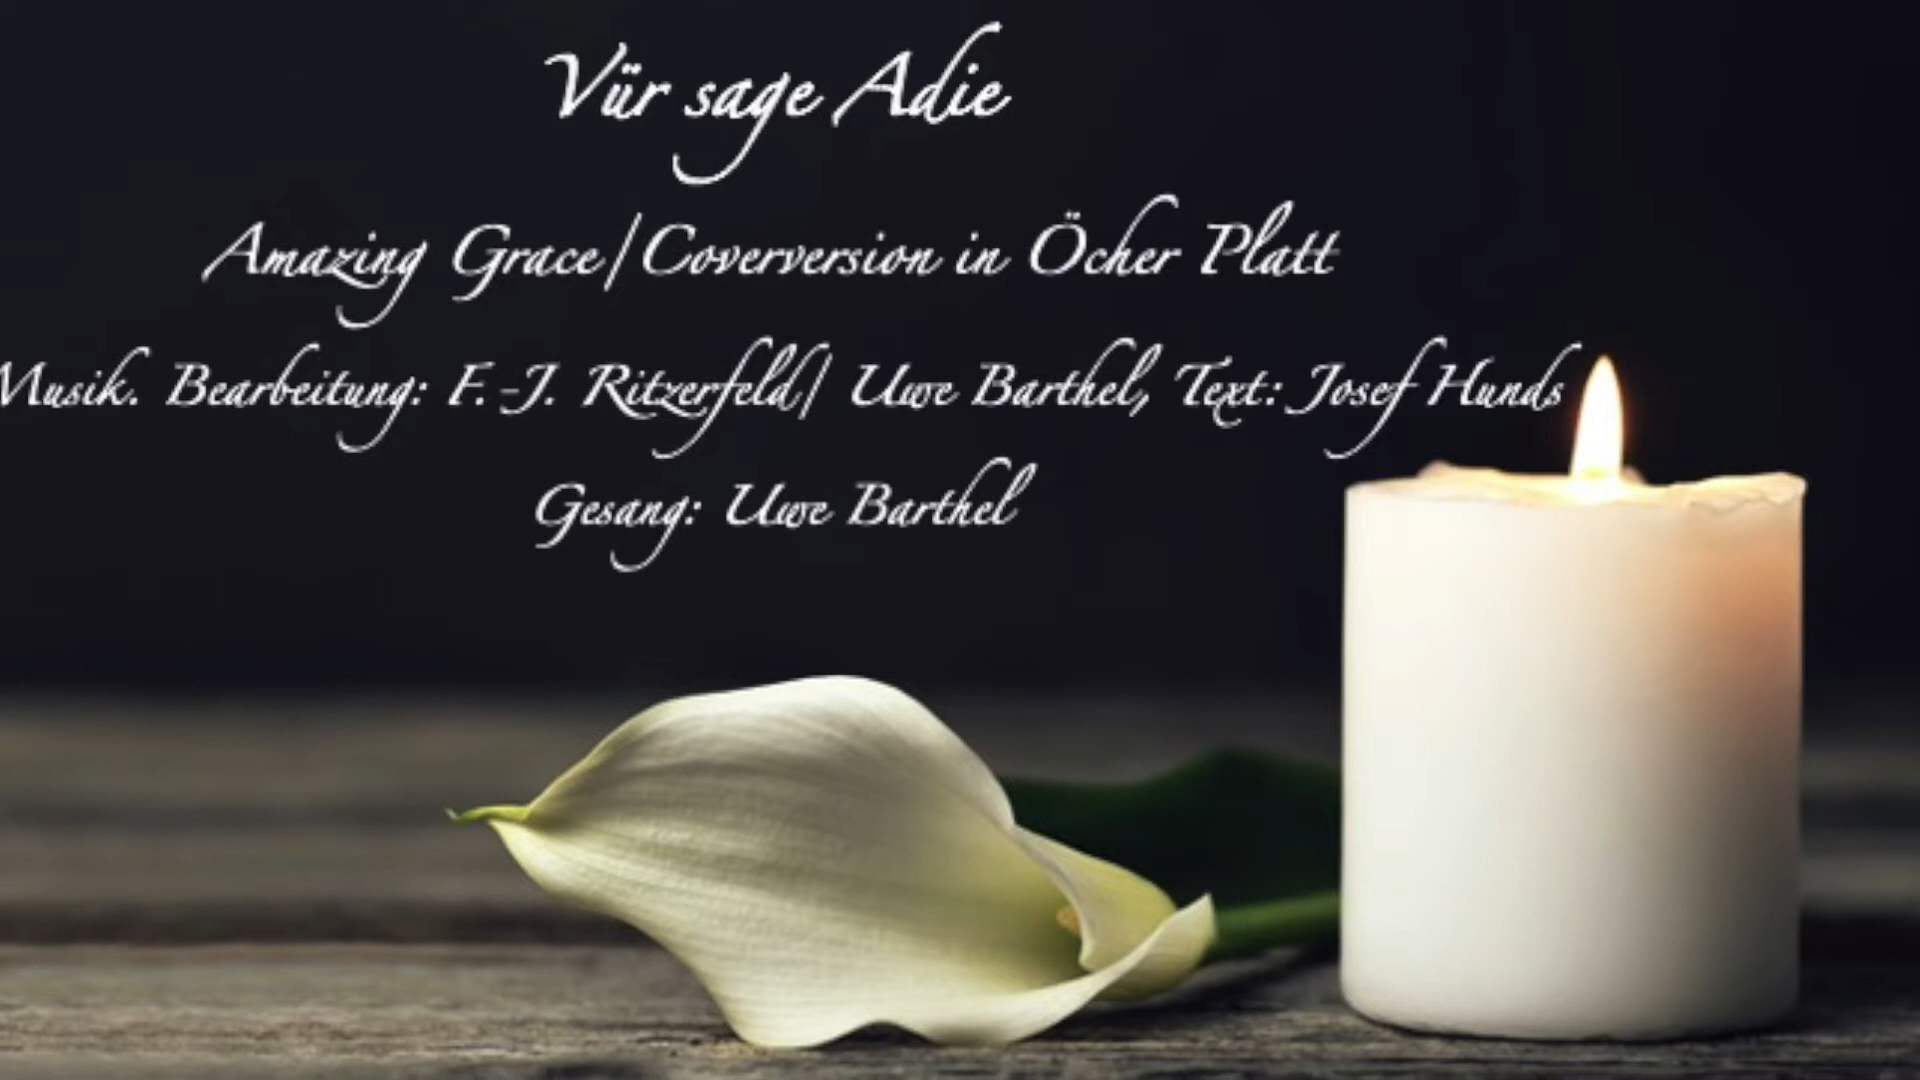 Vür sage Adie
Amazing Grace/Coverversion in Öcher Platt
Musik. Bearbeitung: F.-J. Ritzerfeld/ Uwe Barthel, Text: Josef Hunds
Gesang: Uwe Barthel